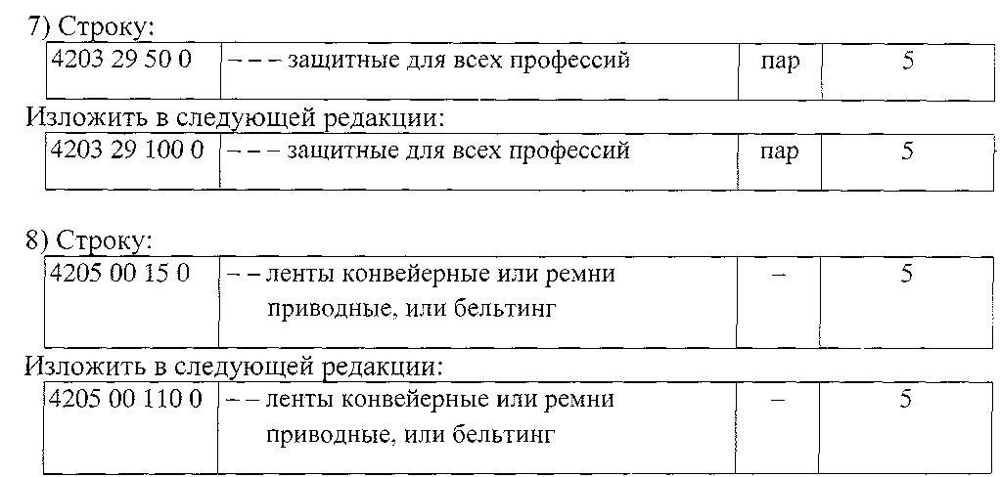 7) Строку:
4203 29 50 0 – – – защитные для всех профессий пар 5
Изложить в следующей редакции:
4203 29 100 0 – – – защитные для всех профессий пар 5
8) Строку:
4205 00 15 0 – – ленты конвейерные или ремни – 5
приводные, или бельтинг
Изложить в следующей редакции:
4205 00 110 0 – – ленты конвейерные или ремни – 5
приводные, или бельтинг